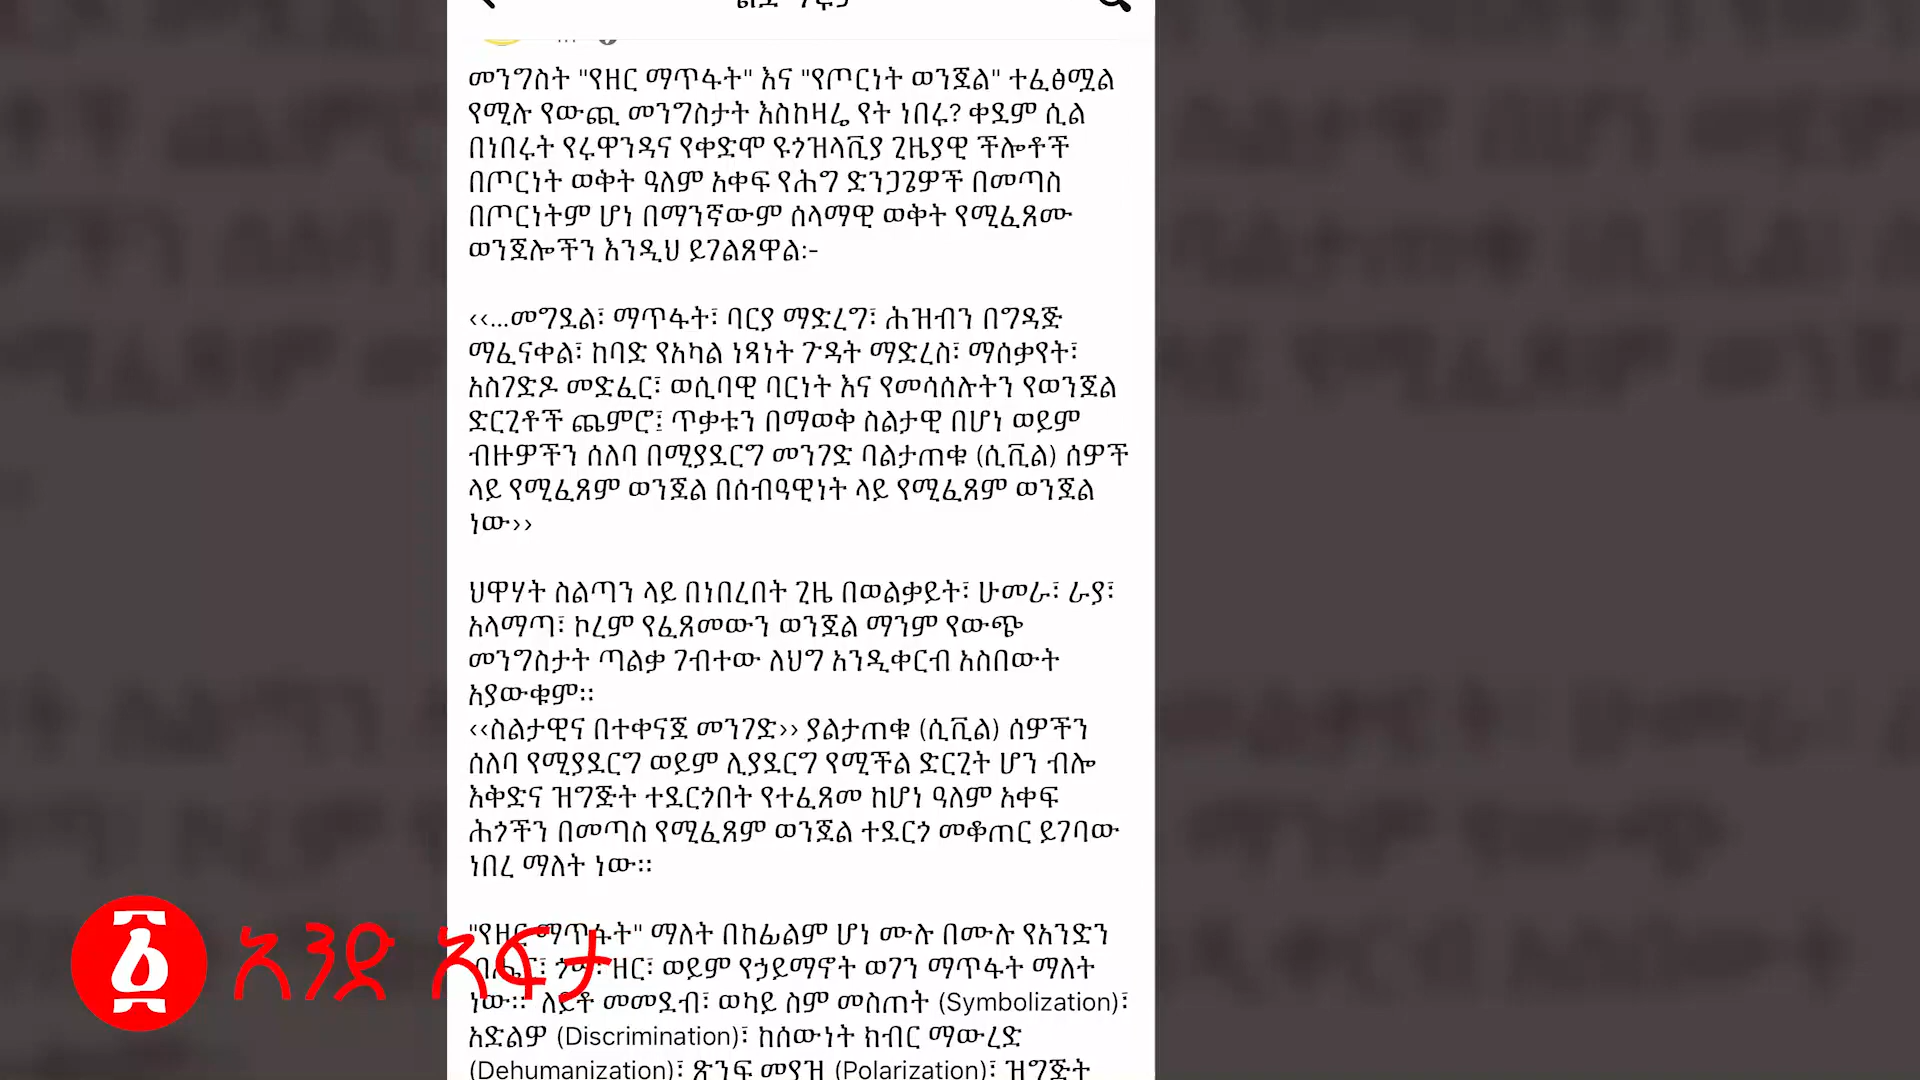 መንግስት "የዘር ማጥፋት" እና "የጦርነት ወንጀል" ተፈፅሟል
የሚሉ የውጪ መንግስታት እስከዛሬ የት ነበሩ? ቀደም ሲል
በነበሩት የሩዋንዳና የቀድሞ ዩጎዝላቪያ ጊዜያዊ ችሎቶች
በጦርነት ወቅት ዓለም አቀፍ የሕግ ድንጋጌዎች በመጣስ
በጦርነትም ሆነ በማንኛውም ሰላማዊ ወቅት የሚፈጸሙ
ወንጀሎችን እንዲህ ይገልጸዋል:-
‹‹...መግደል፣ ማጥፋት፣ ባርያ ማድረግ፣ ሕዝብን በግዳጅ
ማፈናቀል፣ ከባድ የአካል ነጻነት ጉዳት ማድረስ፣ ማሰቃየት፣
አስገድዶ መድፈር፣ ወሲባዊ ባርነት እና የመሳሰሉትን የወንጀል
ድርጊቶች ጨምሮ፤ ጥቃቱን በማወቅ ስልታዊ በሆነ ወይም
ብዙዎችን ሰለባ በሚያደርግ መንገድ ባልታጠቁ (ሲቪል) ሰዎች
ላይ የሚፈጸም ወንጀል በሰብዓዊነት ላይ የሚፈጸም ወንጀል
ነው››
ህዋሃት ስልጣን ላይ በነበረበት ጊዜ በወልቃይት፣ ሁመራ፣ ራያ፣
አላማጣ፣ ኮረም የፈጸመውን ወንጀል ማንም የውጭ
መንግስታት ጣልቃ ገብተው ለህግ እንዲቀርብ አስበውት
አያውቁም።
‹‹ስልታዊና በተቀናጀ መንገድ›› ያልታጠቁ (ሲቪል) ሰዎችን
ሰለባ የሚያደርግ ወይም ሊያደርግ የሚችል ድርጊት ሆን ብሎ
እቅድና ዝግጅት ተደርጎበት የተፈጸመ ከሆነ ዓለም አቀፍ
ሕጎችን በመጣስ የሚፈጸም ወንጀል ተደርጎ መቆጠር ይገባው
ነበረ ማለት ነው።
"የዘር ማጥፋት" ማለት በከፊልም ሆነ ሙሉ በሙሉ የአንድን
ዘር፣ ወይም የኃይማኖት ወገን ማጥፋት ማለት
ነው። ለይቶ መመደብ፣ ወካይ ስም መስጠት (Symbolization)፣
አድልዎ (Discrimination)፣ ከሰውነት ክብር ማውረድ
(Dehumanization)፣ ጽንፍ መያዝ (Polarization)፣ ዝግጅት
አንድ አፍታ